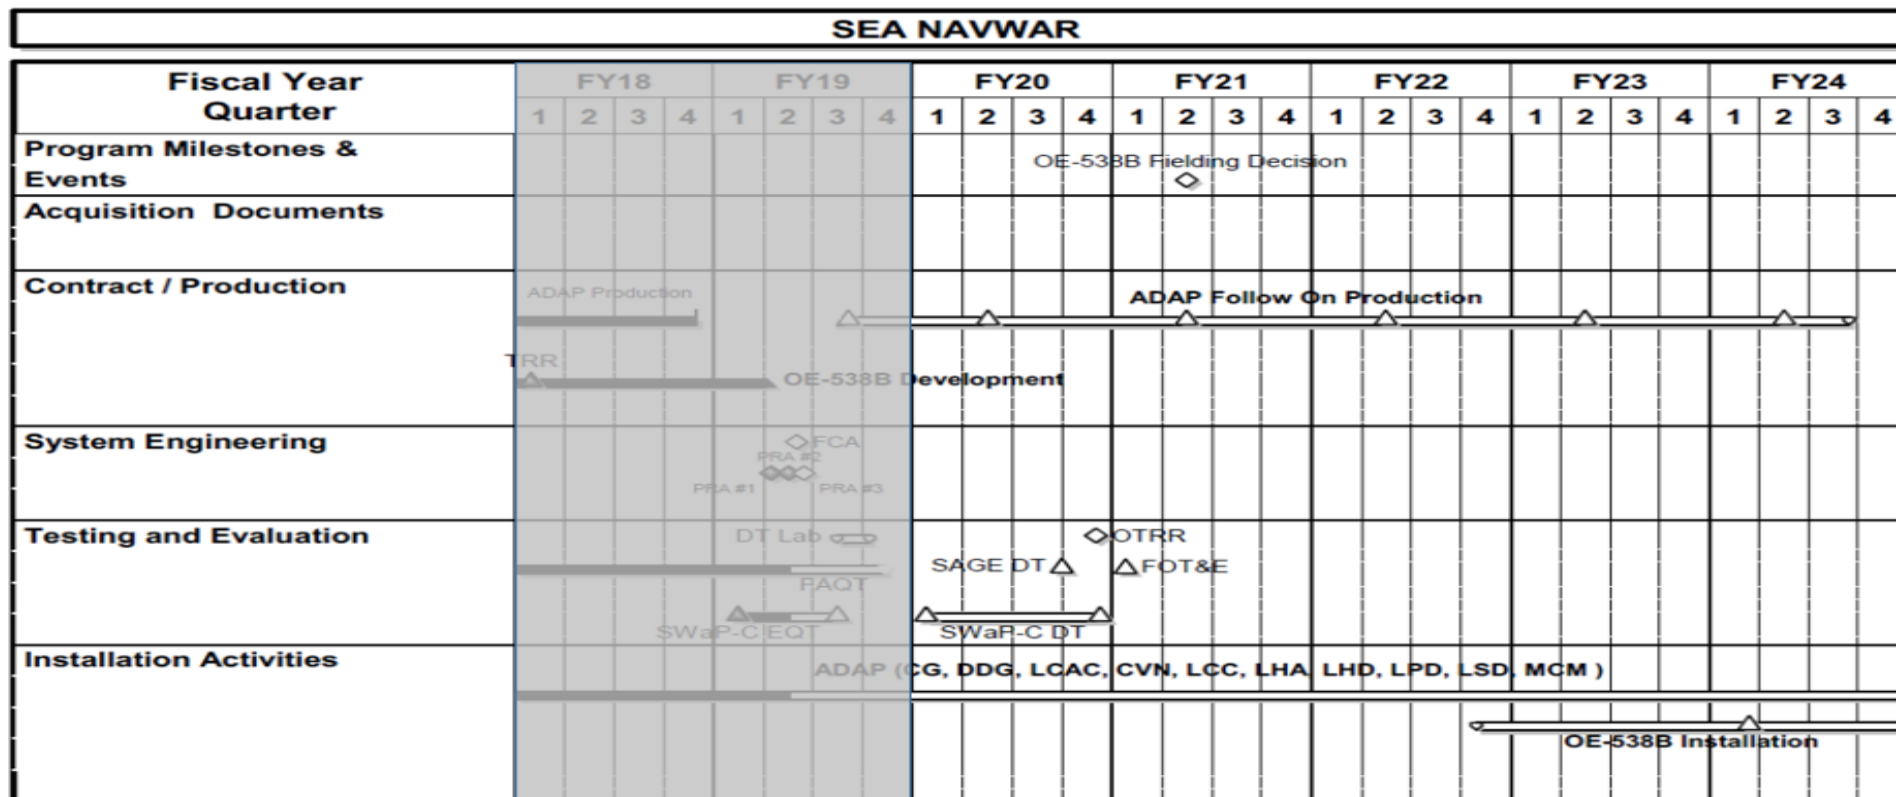 SEA NAVWAR
Fiscal Year FY18 FY19 FY20 FY21 FY22 FY23 FY24
Quarter 1 2 3 4 1 2 3 4 1 2 3 4 1 2 3 4 1 2 3 4 1 2 3 4 1 2 3 4
Program Milestones &
Events
OE-538B Fielding Decision
Acquisition Documents
Contract / Production
ADAP Production
ADAP Follow On Production
TRR
OE-538B Development
System Engineering
FCA
PRA #2
PRA #1 PRA #3
Testing and Evaluation
DT Lab
OTRR
SAGE DT
FOT&E
PAQT
SWaP-C EQT
SWaP-C DT
Installation Activities
ADAP (CG, DDG, LCAC, CVN, LCC, LHA, LHD, LPD, LSD, MCM )
OE-538B Installation